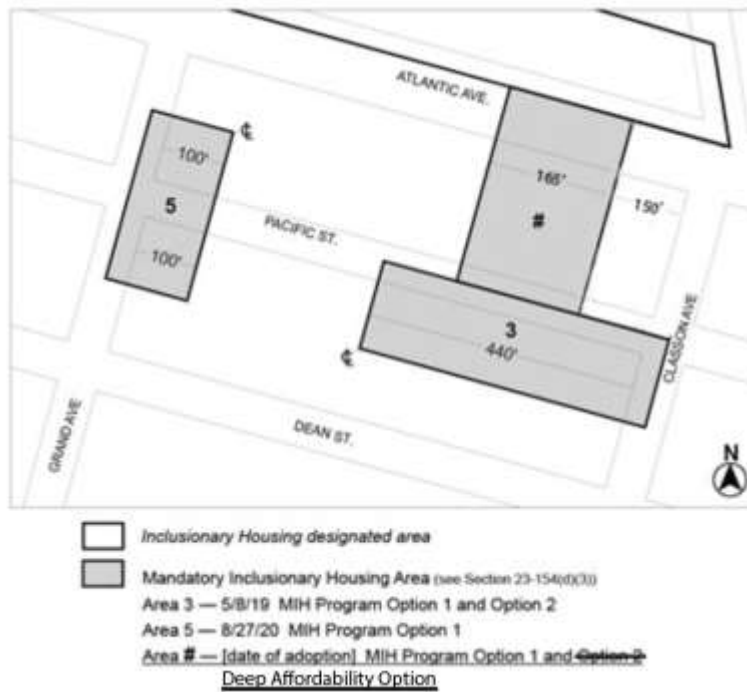 ATLANTIC AVE.
℄
100'
165'
150'
5
#
PACIFIC ST.
100'
3
440'
CLASSON AVE
℄
DEAN ST.
GRAND AVE
N
Inclusionary Housing designated area
Mandatory Inclusionary Housing Area (see Section 23-154(d)(3))
Area 3 — 5/8/19 MIH Program Option 1 and Option 2
Area 5 — 8/27/20 MIH Program Option 1
Area # — [date of adoption] MIH Program Option 1 and Option 2
Deep Affordability Option